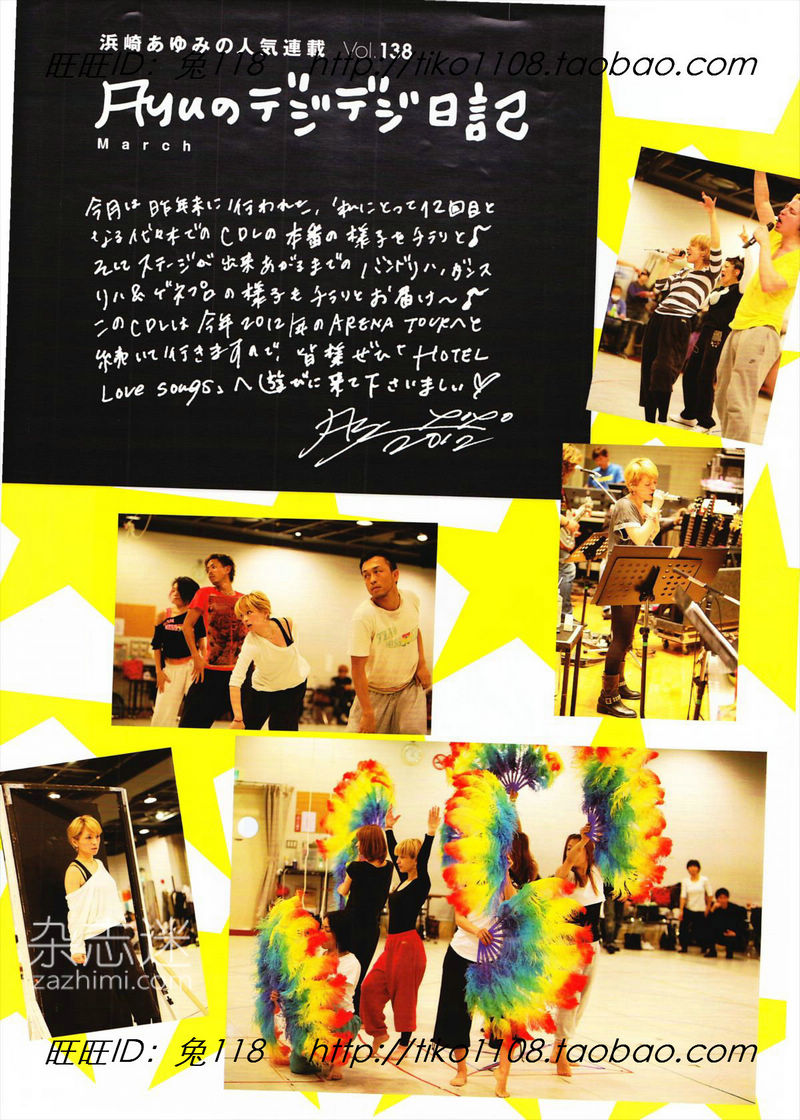 浜崎あゆみの人気連載 Vol.138
旺旺ID：兔118 http://tiko1108.taobao.com
Ayuのデジデジ日記
March
今月は昨年末に行われた、私にとって12回目と
なる代々木でのCDLの本番の様子をチラリと♪
そしてステージが出来あがるまでのバンドリハ,ダンス
リハ&ゲネプロの様子もチラリとお届け〜♪
このCDLは今年2012年のARENA TOURへと
続いて行きますので、皆様ぜひ「HOTEL
Love songs」へ遊びに来て下さいましい♡
2012
杂志迷
zazhimi.com
旺旺ID：兔118 http://tiko1108.taobao.com